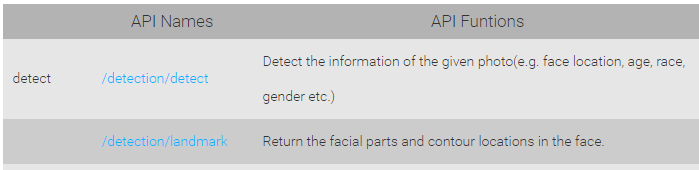 API Names API Funtions
Detect the information of the given photo(e.g. face location, age, race,
detect /detection/detect
gender etc.)
/detection/landmark Return the facial parts and contour locations in the face.